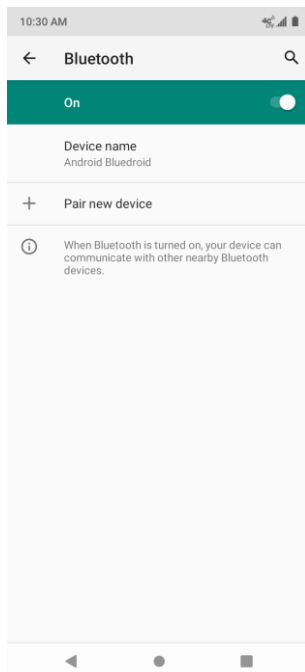 10:30 AM
Bluetooth
On
Device name
Android Bluedroid
Pair new device
When Bluetooth is turned on, your device can
communicate with other nearby Bluetooth
devices.